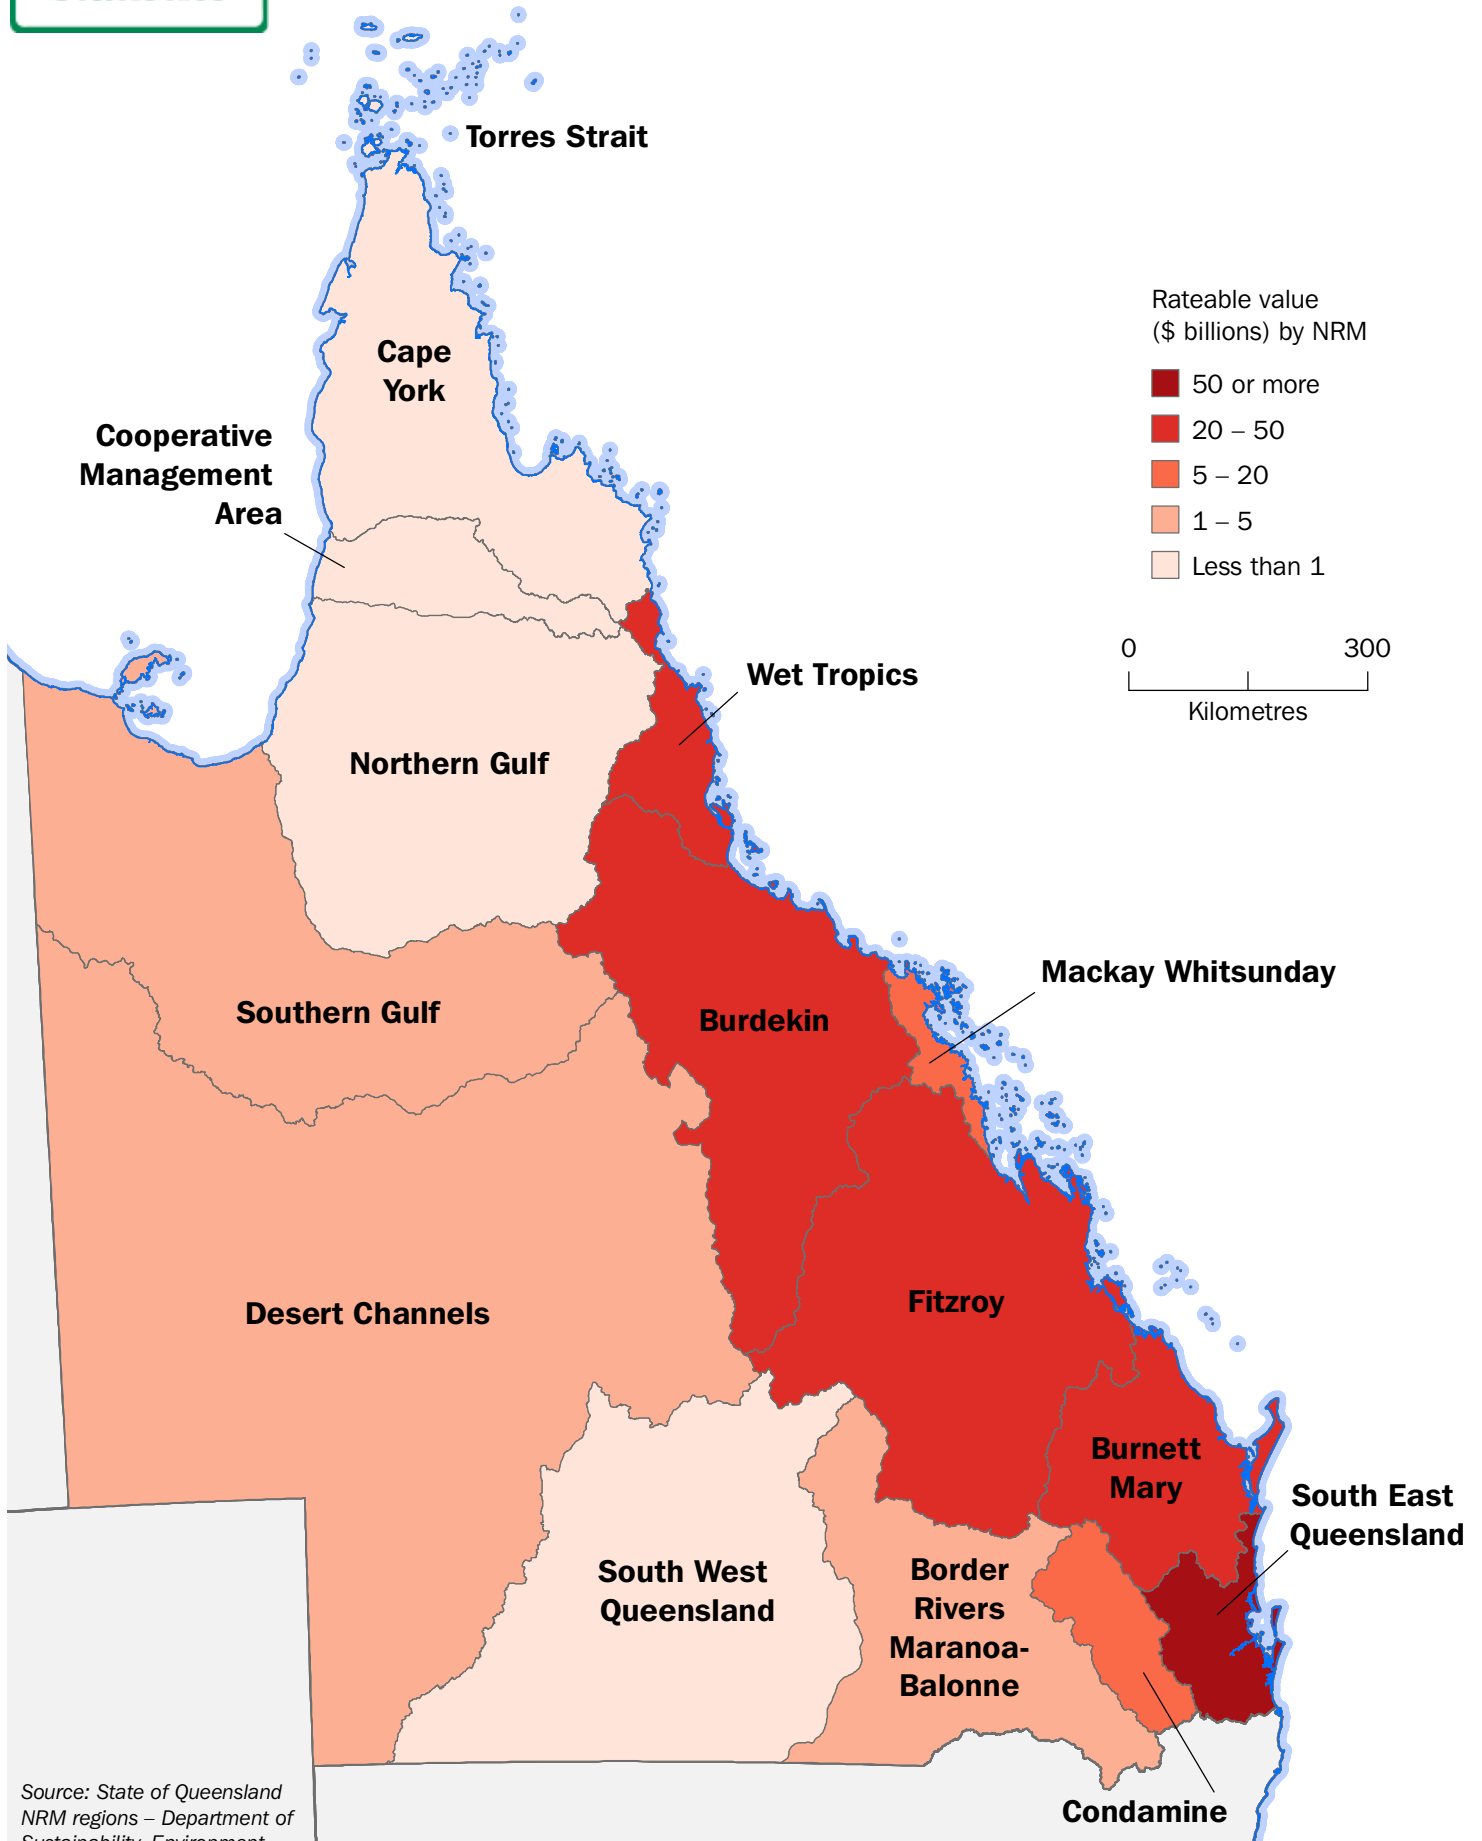 Torres Strait
Cape
York
Cooperative
Management
Area
Rateable value
($ billions) by NRM
50 or more
20 – 50
5 – 20
1 – 5
Less than 1
0 300
Kilometres
Wet Tropics
Northern Gulf
Mackay Whitsunday
Southern Gulf
Burdekin
Desert Channels
Fitzroy
Burnett
Mary
South East
Queensland
South West
Queensland
Border
Rivers
Maranoa-
Balonne
Condamine
Source: State of Queensland
NRM regions – Department of
Sustainability, Environment